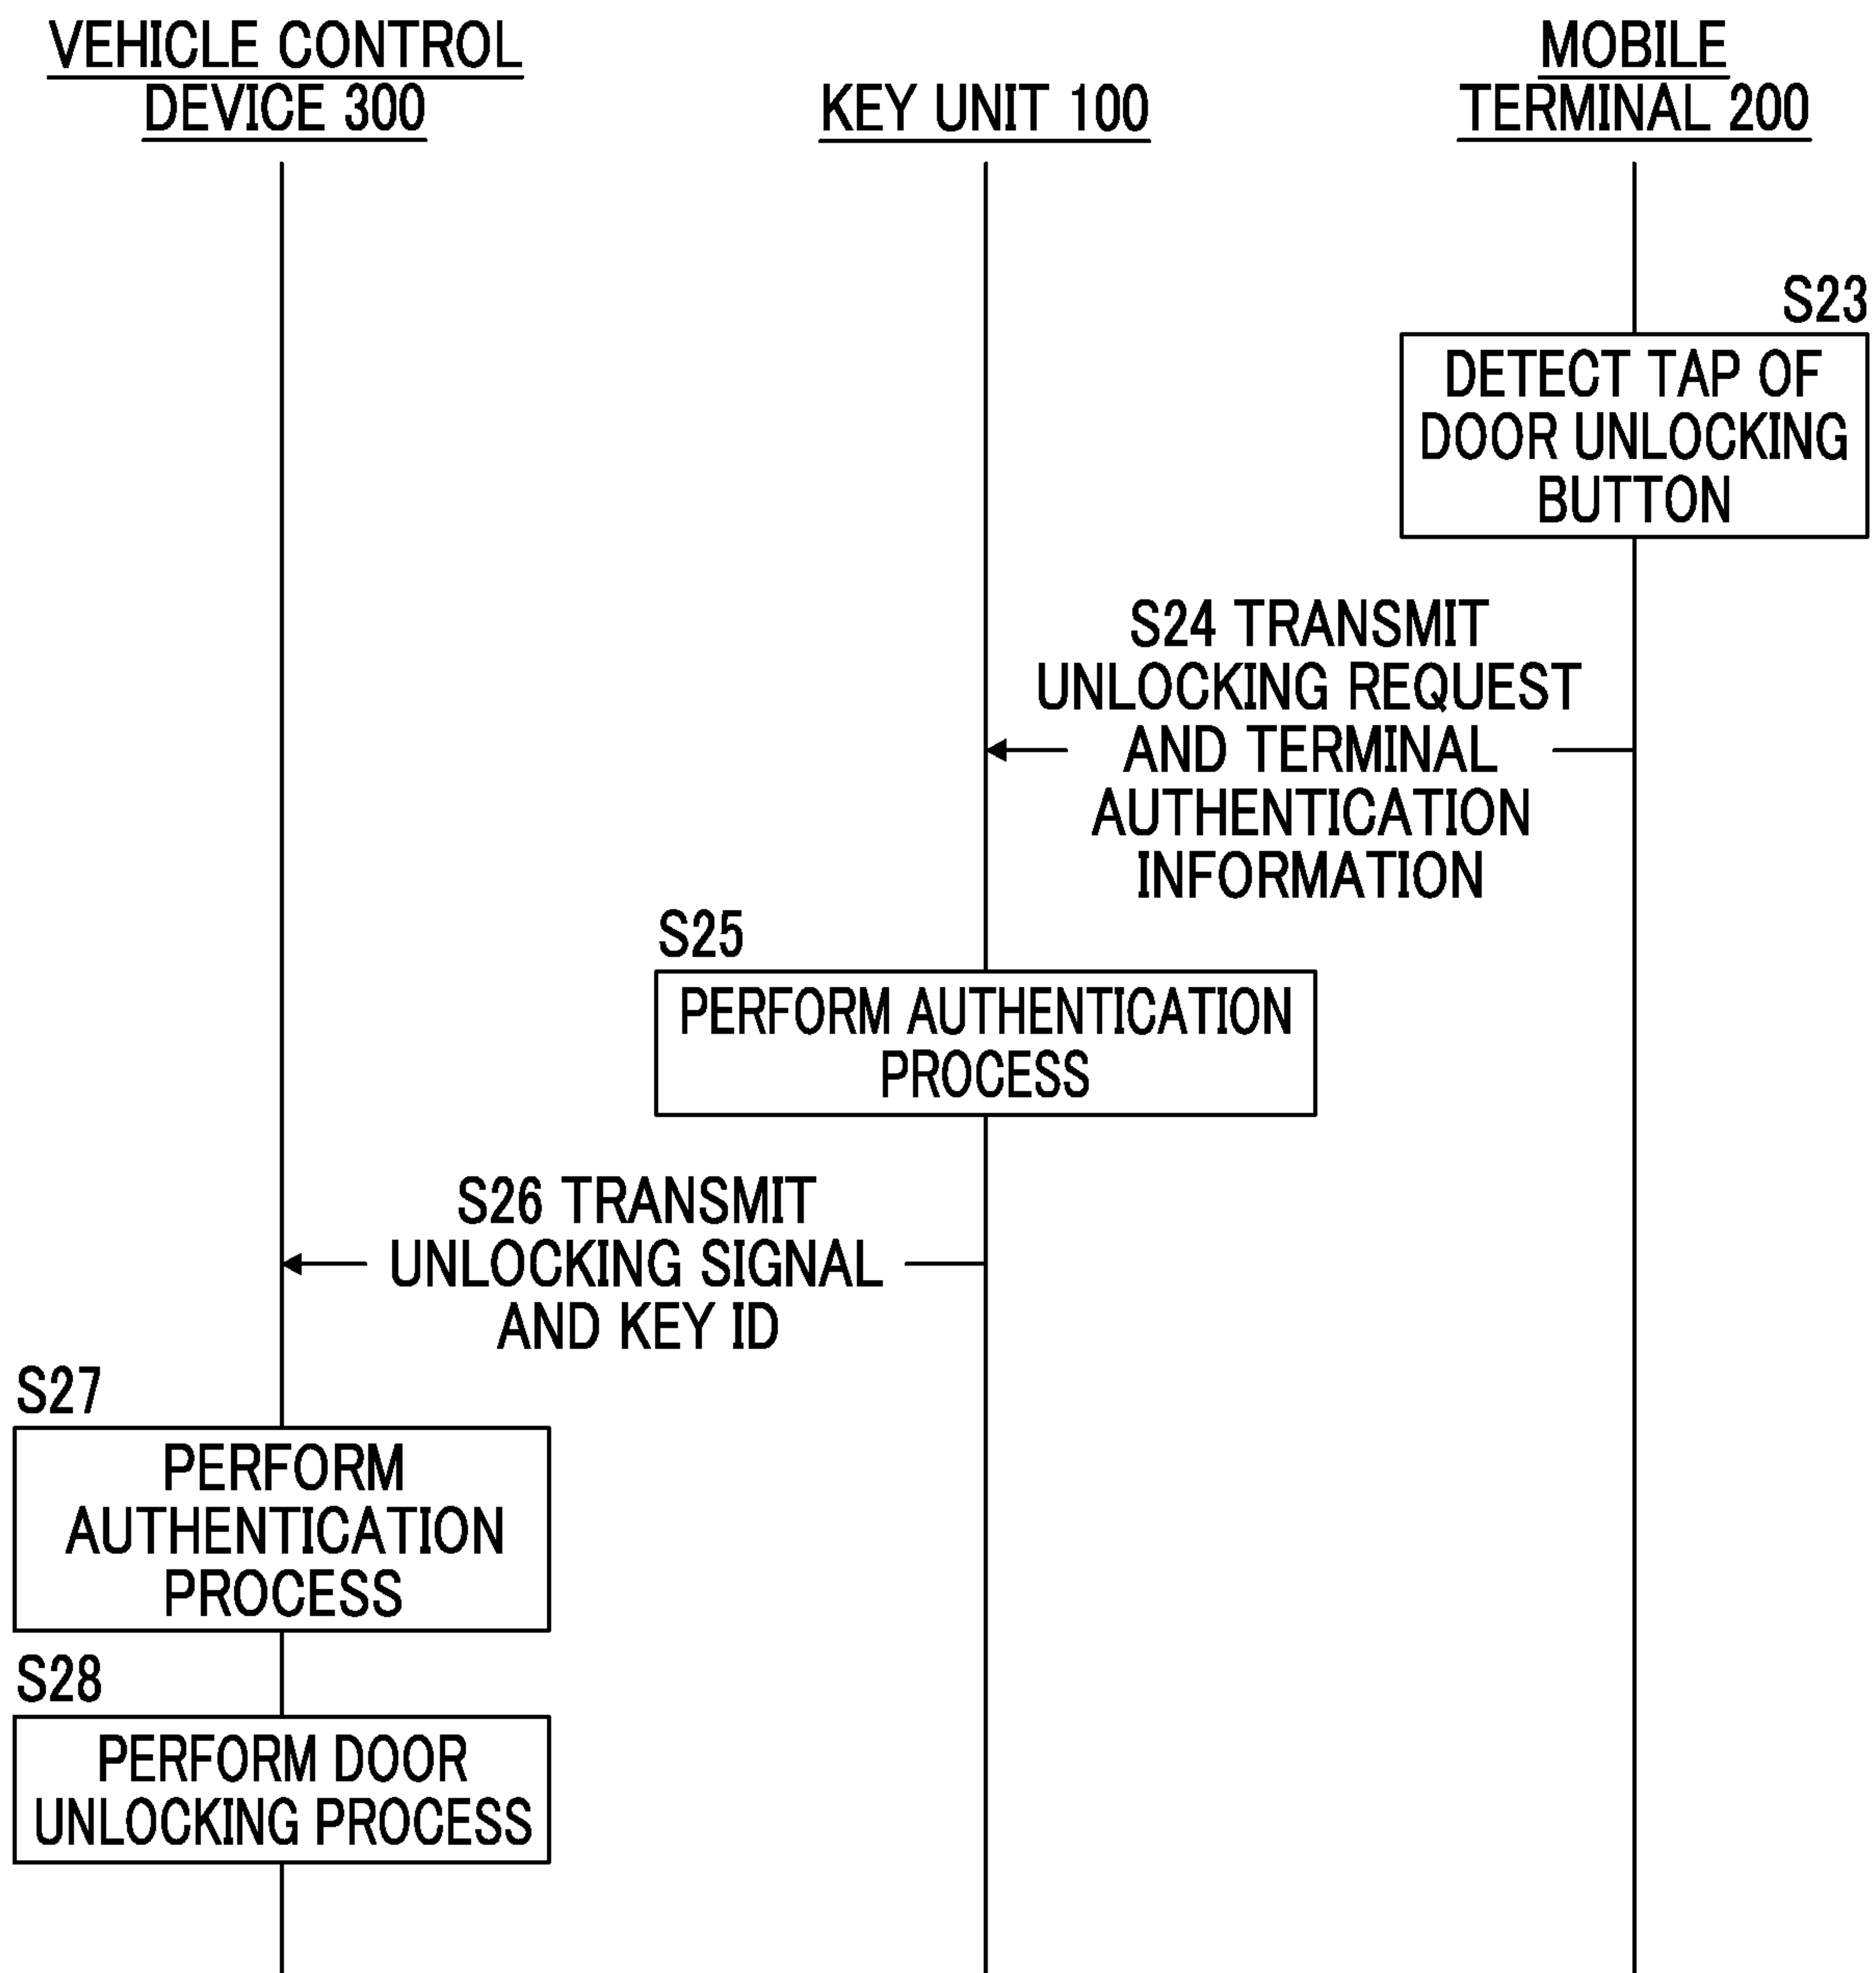 VEHICLE CONTROL
DEVICE 300
KEY UNIT 100
MOBILE
TERMINAL 200
S23
DETECT TAP OF
DOOR UNLOCKING
BUTTON
S24 TRANSMIT
UNLOCKING REQUEST
AND TERMINAL
AUTHENTICATION
INFORMATION
S25
PERFORM AUTHENTICATION
PROCESS
S26 TRANSMIT
UNLOCKING SIGNAL
AND KEY ID
S27
PERFORM
AUTHENTICATION
PROCESS
S28
PERFORM DOOR
UNLOCKING PROCESS